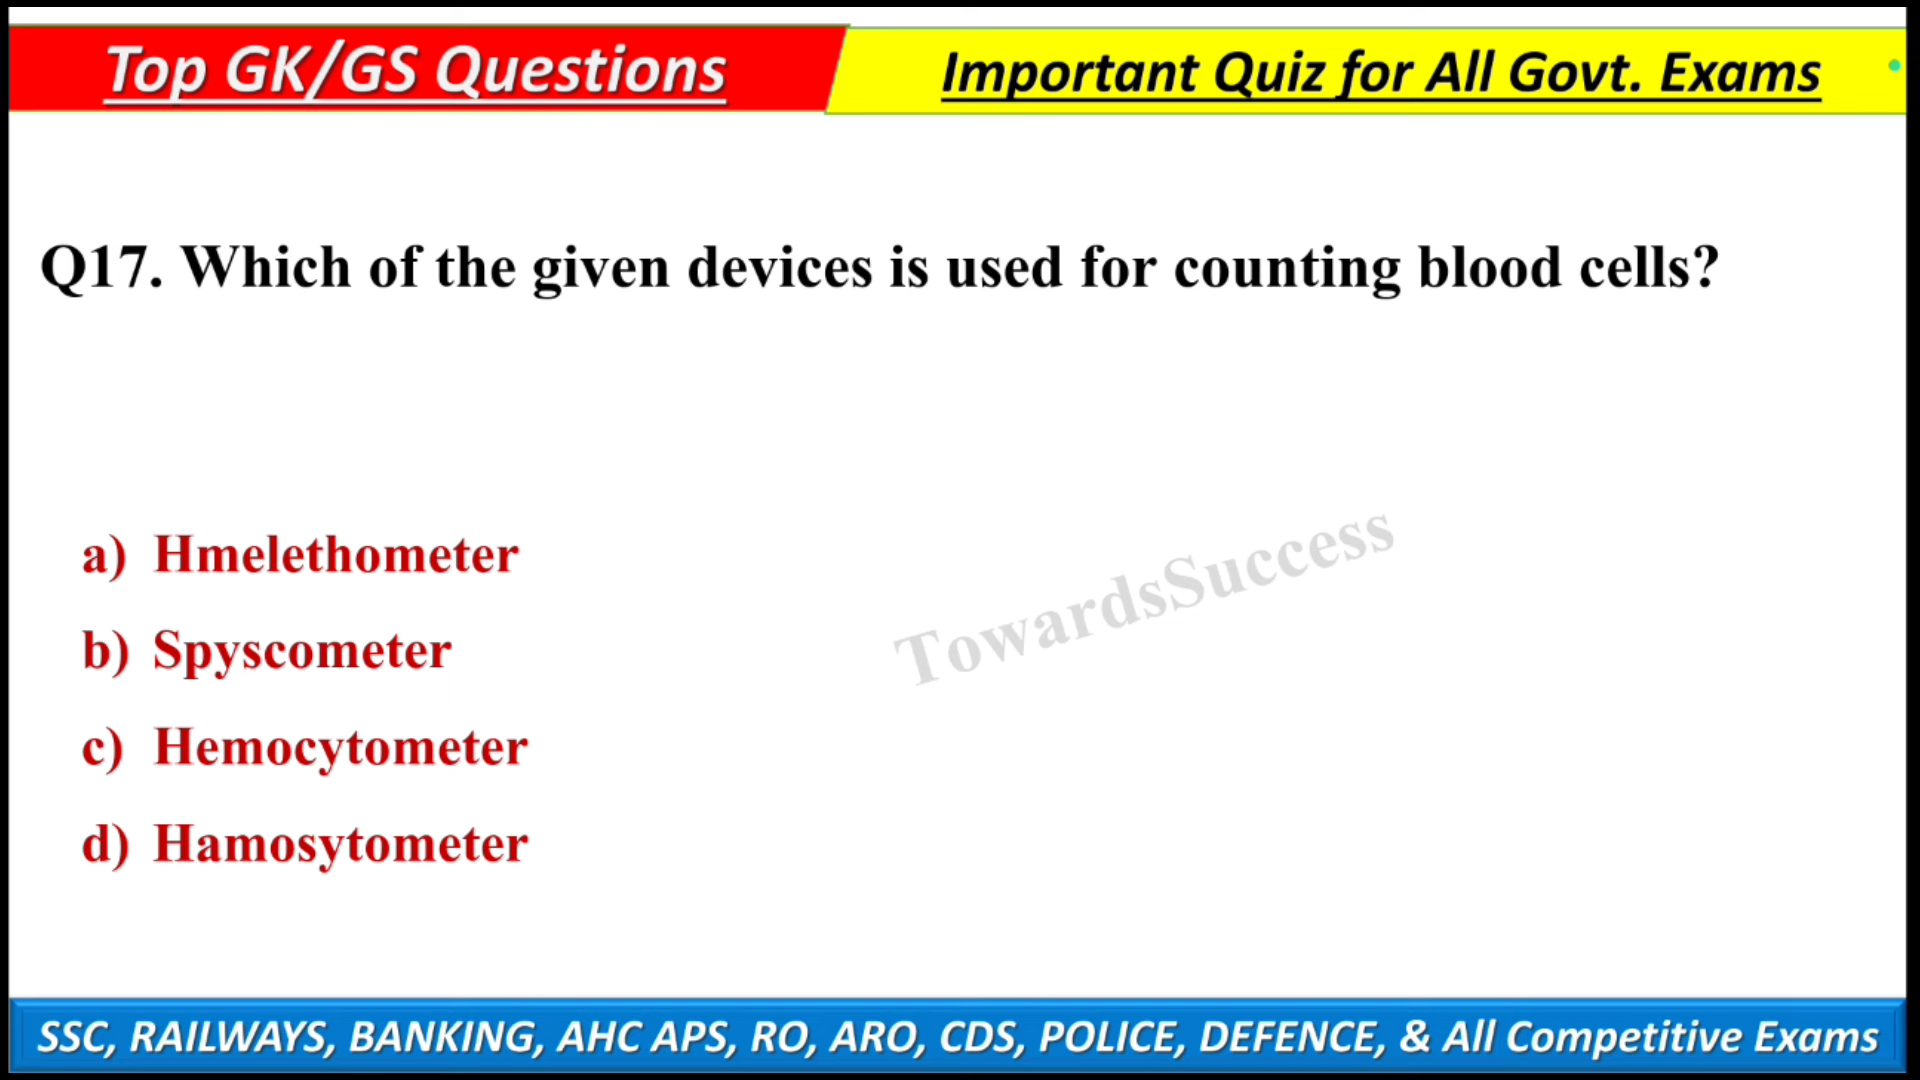 Top GK/GS Questions
Important Quiz for All Govt. Exams
Q17. Which of the given devices is used for counting blood cells?
a) Hmelethometer
b) Spyscometer
c) Hemocytometer
d) Hamosytometer
TowardsSuccess
SSC, RAILWAYS, BANKING, AHC APS, RO, ARO, CDS, POLICE, DEFENCE, & All Competitive Exams